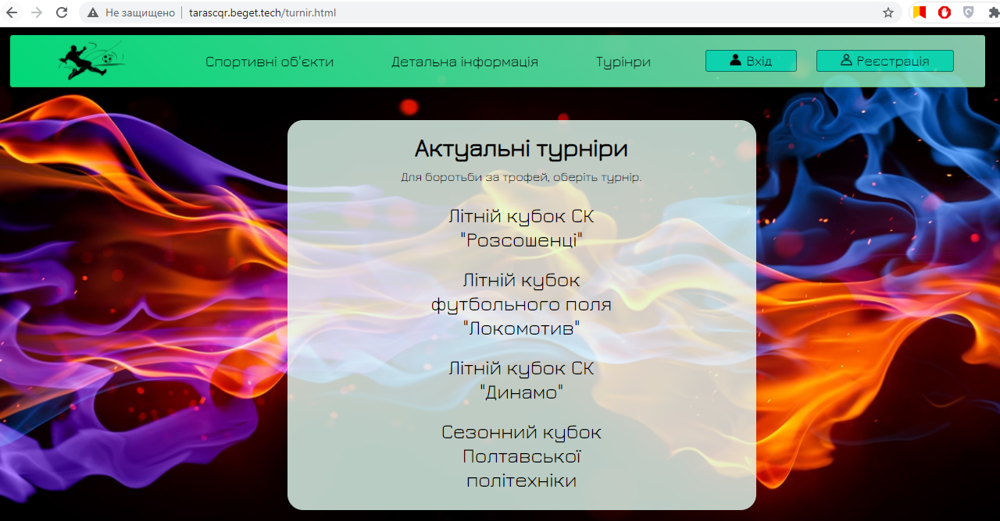 Не защищено
tarascqr.beget.tech/turnir.html
Спортивні об'єкти
Детальна інформація
Турінри
Вхід
Реєстрація
Актуальні турніри
Для боротьби за трофей, оберіть турнір.
Літній кубок СК
"Розсошенці"
Літній кубок
футбольного поля
"Локомотив"
Літній кубок СК
"Динамо"
Сезонний кубок
Полтавської
політехніки